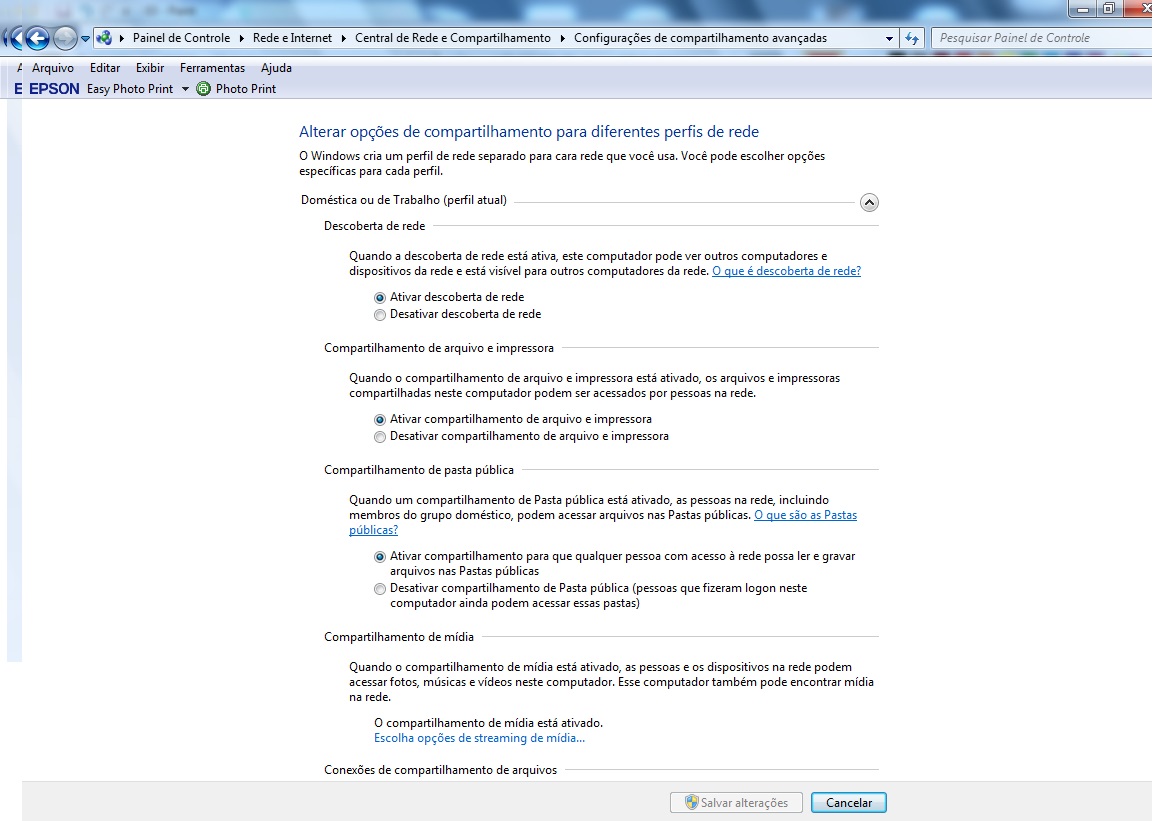 Painel de Controle
Rede e Internet
Central de Rede e Compartilhamento
Configurações de compartilhamento avançadas
Pesquisar Painel de Controle
A Arquivo Editar Exibir Ferramentas Ajuda
E EPSON Easy Photo Print Photo Print
Alterar opções de compartilhamento para diferentes perfis de rede
O Windows cria um perfil de rede separado para cara rede que você usa. Você pode escolher opções
específicas para cada perfil.
Doméstica ou de Trabalho (perfil atual)
Descoberta de rede
Quando a descoberta de rede está ativa, este computador pode ver outros computadores e
dispositivos da rede e está visível para outros computadores da rede. O que é descoberta de rede?
Ativar descoberta de rede
Desativar descoberta de rede
Compartilhamento de arquivo e impressora
Quando o compartilhamento de arquivo e impressora está ativado, os arquivos e impressoras
compartilhadas neste computador podem ser acessados por pessoas na rede.
Ativar compartilhamento de arquivo e impressora
Desativar compartilhamento de arquivo e impressora
Compartilhamento de pasta pública
Quando um compartilhamento de Pasta pública está ativado, as pessoas na rede, incluindo
membros do grupo doméstico, podem acessar arquivos nas Pastas públicas. O que são as Pastas
públicas?
Ativar compartilhamento para que qualquer pessoa com acesso à rede possa ler e gravar
arquivos nas Pastas públicas
Desativar compartilhamento de Pasta pública (pessoas que fizeram logon neste
computador ainda podem acessar essas pastas)
Compartilhamento de mídia
Quando o compartilhamento de mídia está ativado, as pessoas e os dispositivos na rede podem
acessar fotos, músicas e vídeos neste computador. Esse computador também pode encontrar mídia
na rede.
O compartilhamento de mídia está ativado.
Escolha opções de streaming de mídia...
Conexões de compartilhamento de arquivos
Salvar alterações
Cancelar